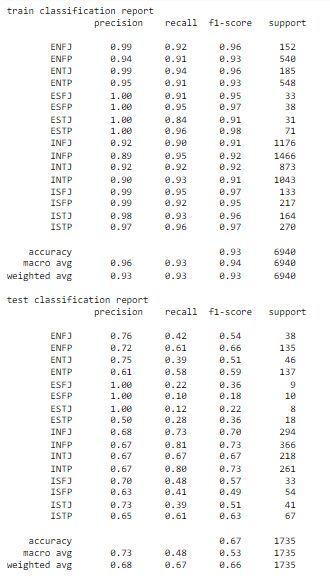 train classification report
precision recall f1-score support
ENFJ 0.99 0.92 0.96 152
ENFP 0.94 0.91 0.93 540
ENTJ 0.99 0.94 0.96 185
ENTP 0.95 0.91 0.93 548
ESFJ 1.00 0.91 0.95 33
ESFP 1.00 0.95 0.97 38
ESTJ 1.00 0.84 0.91 31
ESTP 1.00 0.96 0.98 71
INFJ 0.92 0.90 0.91 1176
INFP 0.89 0.95 0.92 1466
INTJ 0.92 0.92 0.92 873
INTP 0.90 0.93 0.91 1043
ISFJ 0.99 0.95 0.97 133
ISFP 0.99 0.92 0.95 217
ISTJ 0.98 0.93 0.96 164
ISTP 0.97 0.96 0.97 270
accuracy 0.93 6940
macro avg 0.96 0.93 0.94 6940
weighted avg 0.93 0.93 0.93 6940
test classification report
precision recall f1-score support
ENFJ 0.76 0.42 0.54 38
ENFP 0.72 0.61 0.66 135
ENTJ 0.75 0.39 0.51 46
ENTP 0.61 0.58 0.59 137
ESFJ 1.00 0.22 0.36 9
ESFP 1.00 0.10 0.18 10
ESTJ 1.00 0.12 0.22 8
ESTP 0.50 0.28 0.36 18
INFJ 0.68 0.73 0.70 294
INFP 0.67 0.81 0.73 366
INTJ 0.67 0.67 0.67 218
INTP 0.67 0.80 0.73 261
ISFJ 0.70 0.48 0.57 33
ISFP 0.63 0.41 0.49 54
ISTJ 0.73 0.39 0.51 41
ISTP 0.65 0.61 0.63 67
accuracy 0.67 1735
macro avg 0.73 0.48 0.53 1735
weighted avg 0.68 0.67 0.66 1735